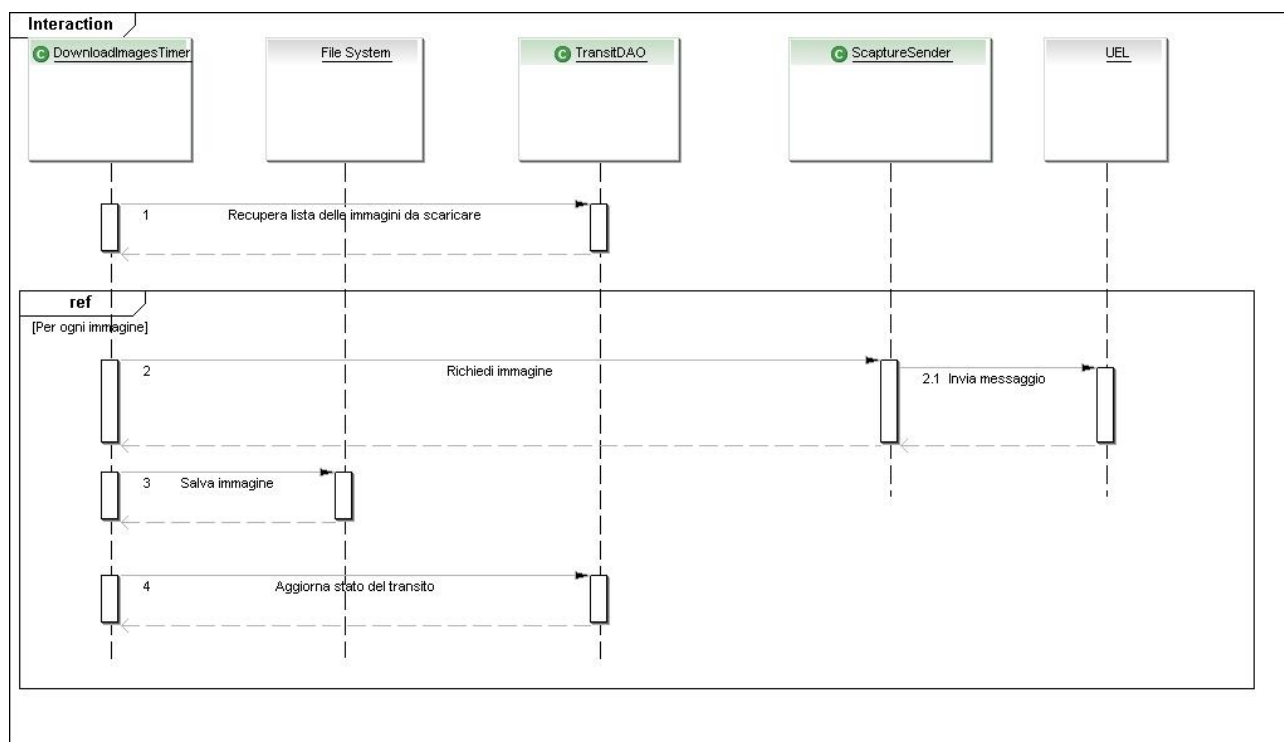 Interaction
C DownloadImagesTimer
File System
C TransitDAO
C ScaptureSender
UEL
1 Recupera lista delle immagini da scaricare
ref
[Per ogni immagine]
2 Richiedi immagine
2.1 Invia messaggio
3 Salva immagine
4 Aggiorna stato del transito